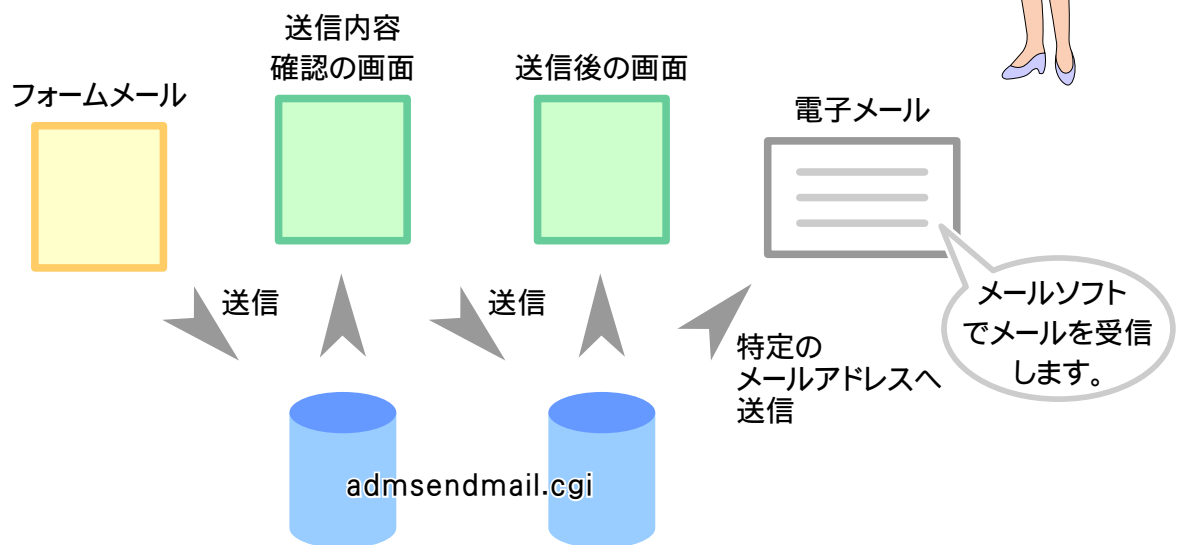 フォームメール
送信内容
確認の画面
送信後の画面
電子メール
送信
送信
特定の
メールアドレスへ
送信
メールソフト
でメールを受信
します。
admsendmail.cgi